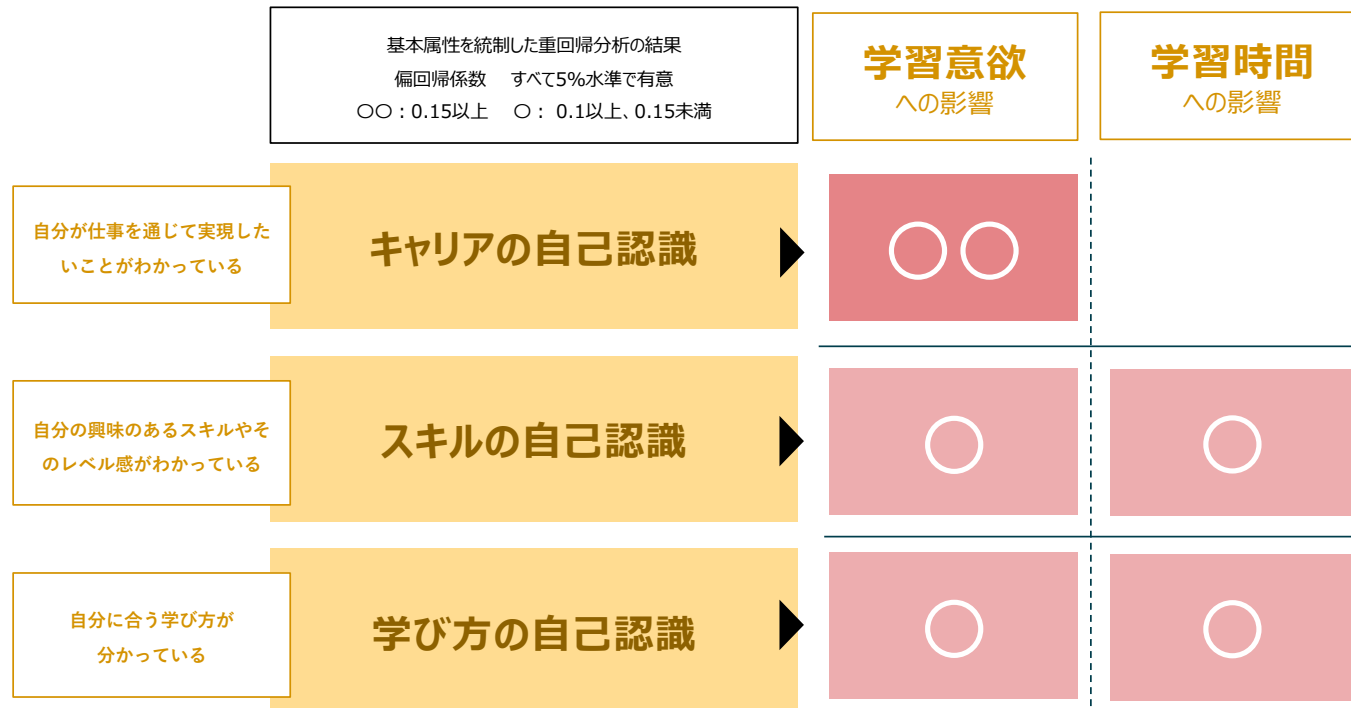 基本属性を統制した重回帰分析の結果
偏回帰係数　すべて5%水準で有意
〇〇：0.15以上　〇： 0.1以上、0.15未満
学習意欲
への影響
学習時間
への影響
自分が仕事を通じて実現した
いことがわかっている
キャリアの自己認識
〇〇
自分の興味のあるスキルやそ
のレベル感がわかっている
スキルの自己認識
〇
〇
自分に合う学び方が
分かっている
学び方の自己認識
〇
〇